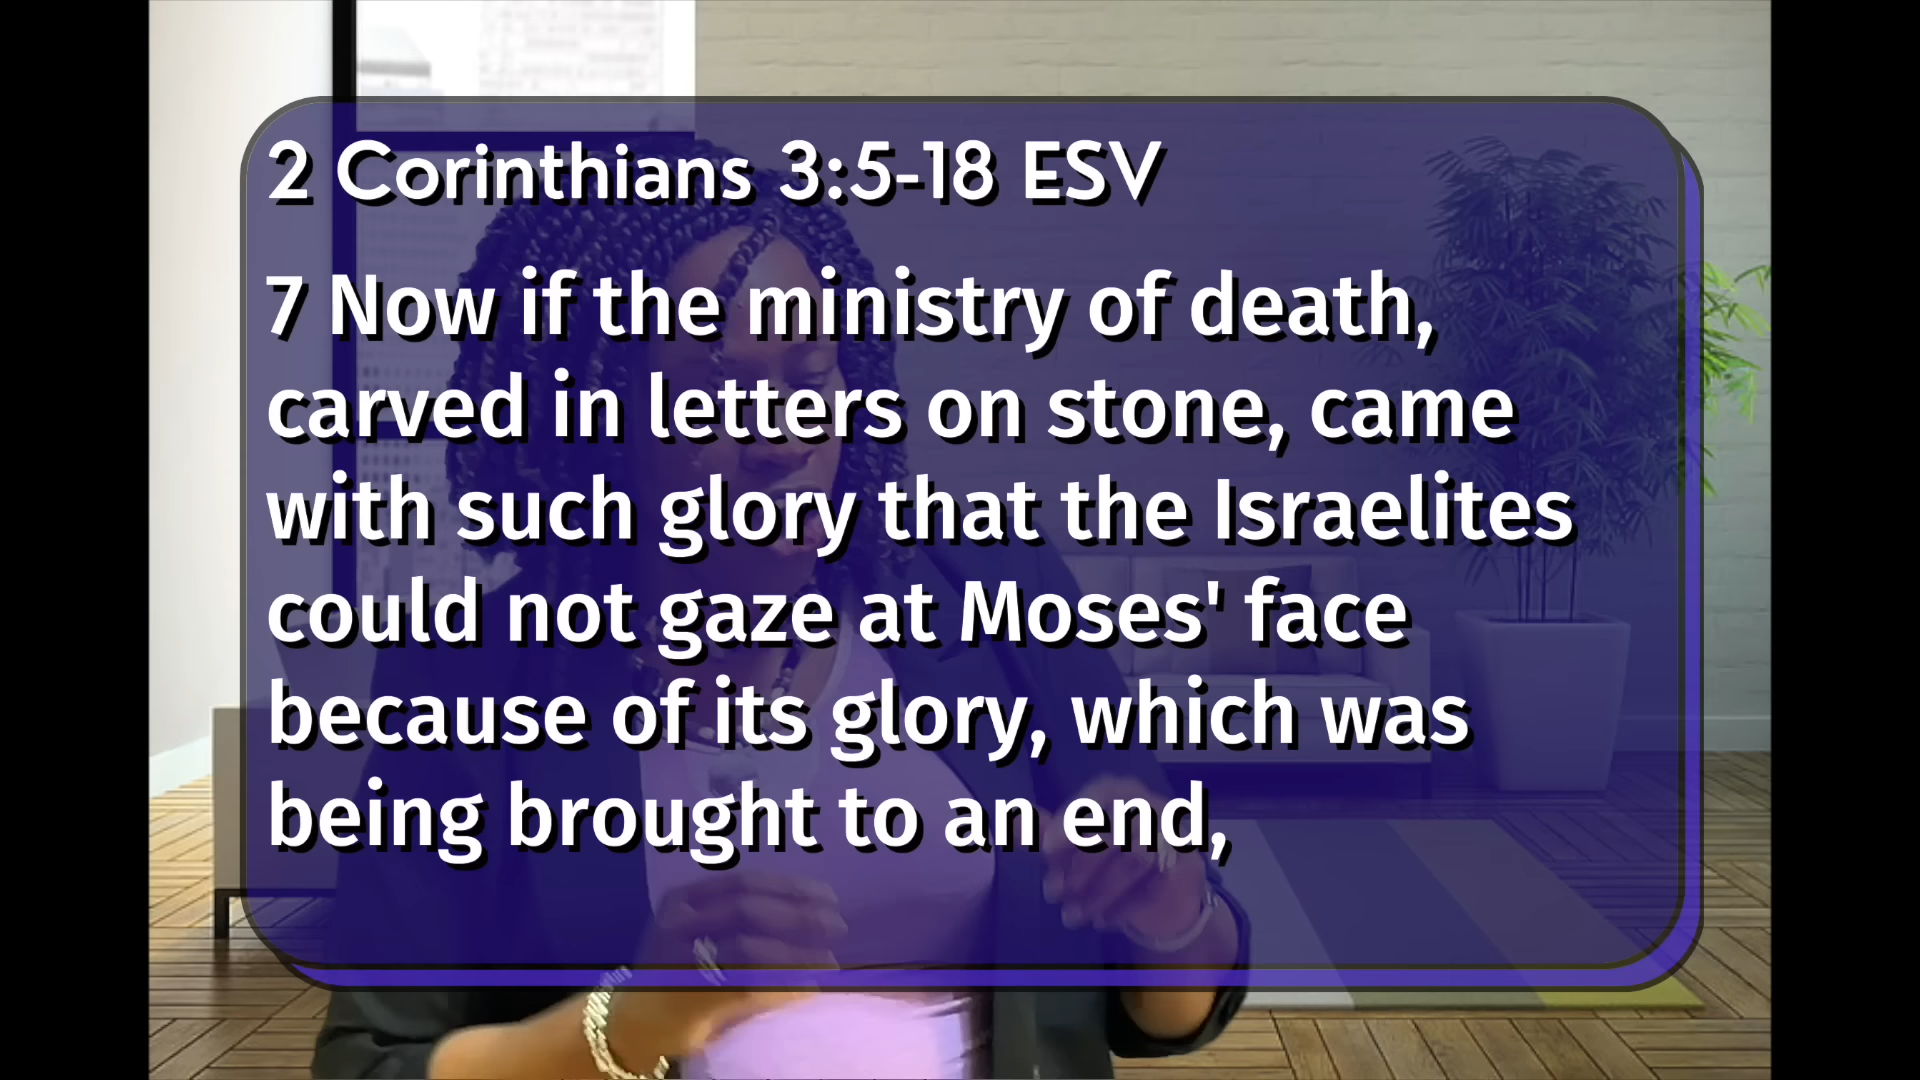 2 Corinthians 3:5-18 ESV
7 Now if the ministry of death,
carved in letters on stone, came
with such glory that the Israelites
could not gaze at Moses' face
because of its glory, which was
being brought to an end,